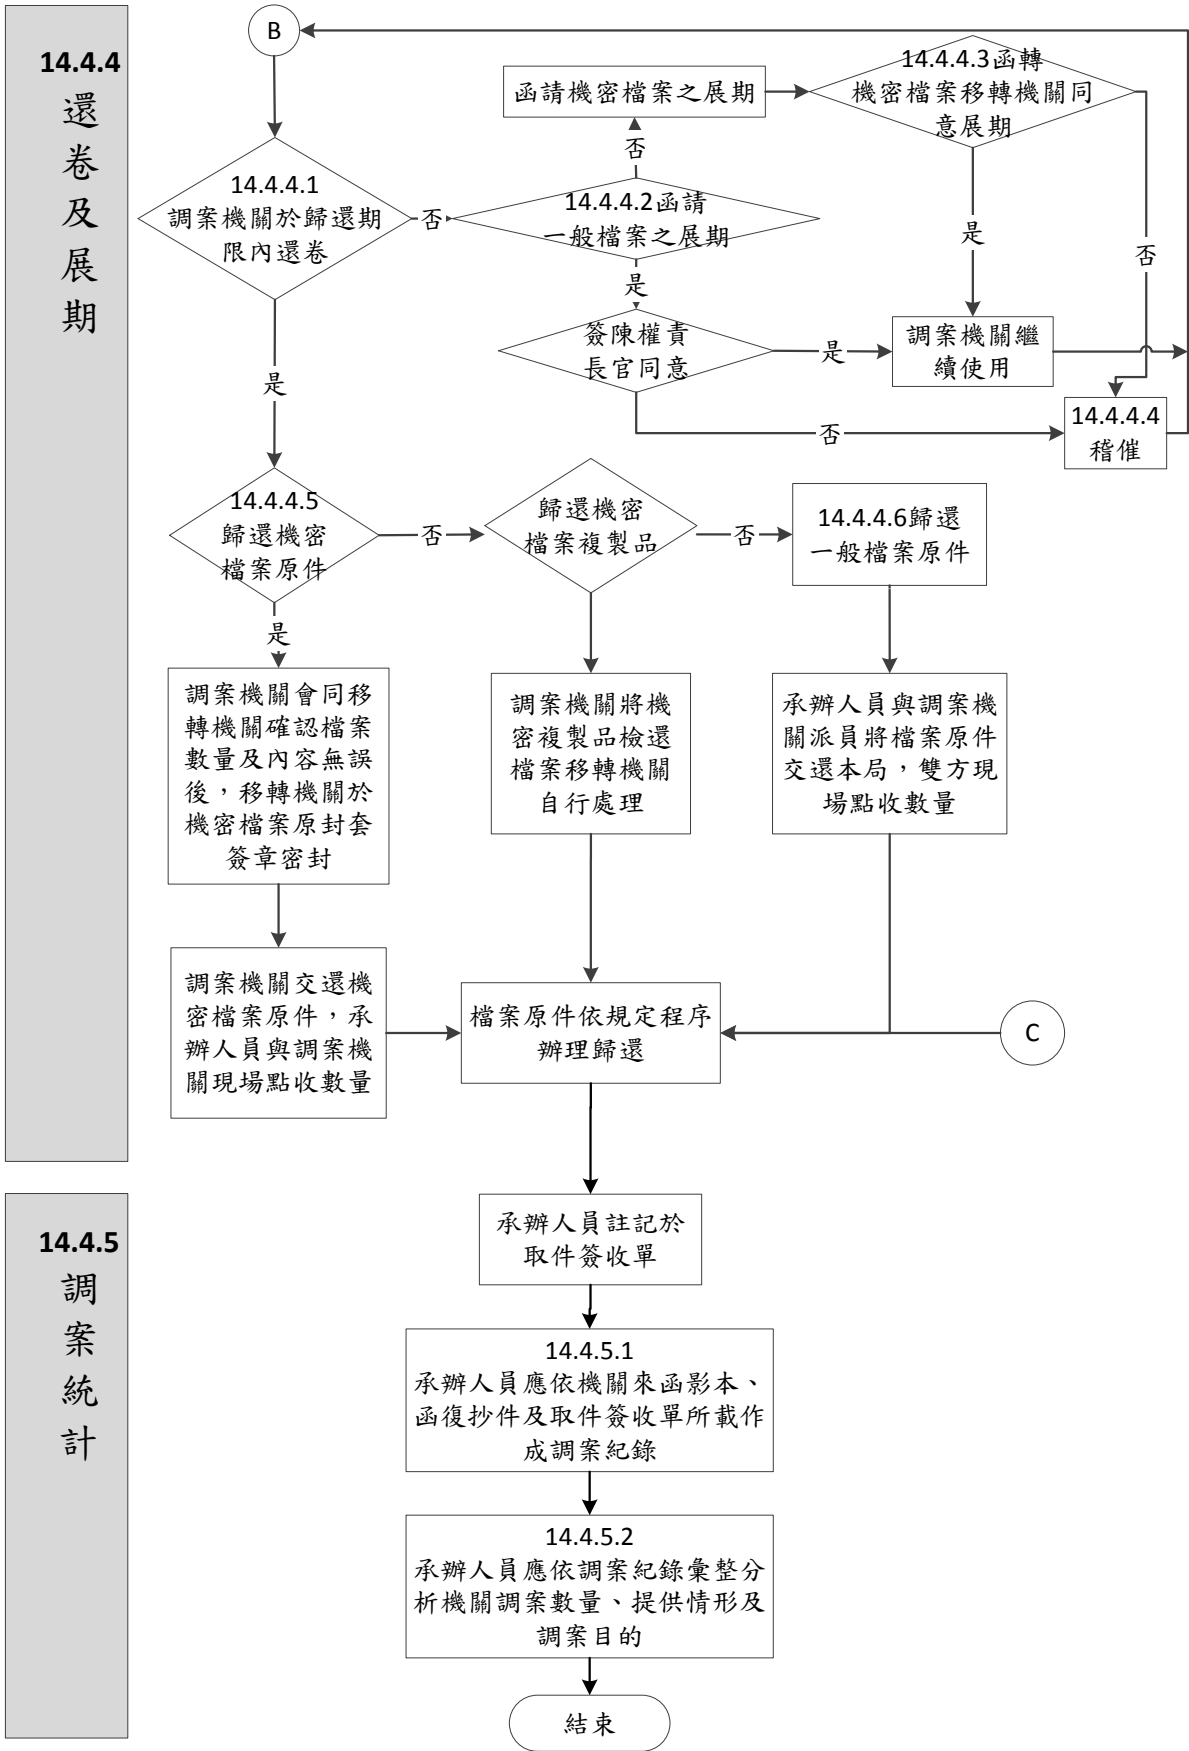 14.4.4
還
卷
及
展
期
B
14.4.4.1
調案機關於歸還期
限內還卷
否
14.4.4.2函請
一般檔案之展期
否
函請機密檔案之展期
14.4.4.3函轉
機密檔案移轉機關同
意展期
是
否
是
簽陳權責
長官同意
是
調案機關繼
續使用
否
14.4.4.4
稽催
是
14.4.4.5
歸還機密
檔案原件
否
歸還機密
檔案複製品
否
14.4.4.6歸還
一般檔案原件
是
調案機關會同移
轉機關確認檔案
數量及內容無誤
後，移轉機關於
機密檔案原封套
簽章密封
調案機關將機
密複製品檢還
檔案移轉機關
自行處理
承辦人員與調案機
關派員將檔案原件
交還本局，雙方現
場點收數量
調案機關交還機
密檔案原件，承
辦人員與調案機
關現場點收數量
檔案原件依規定程序
辦理歸還
C
14.4.5
調
案
統
計
承辦人員註記於
取件簽收單
14.4.5.1
承辦人員應依機關來函影本、
函復抄件及取件簽收單所載作
成調案紀錄
14.4.5.2
承辦人員應依調案紀錄彙整分
析機關調案數量、提供情形及
調案目的
結束